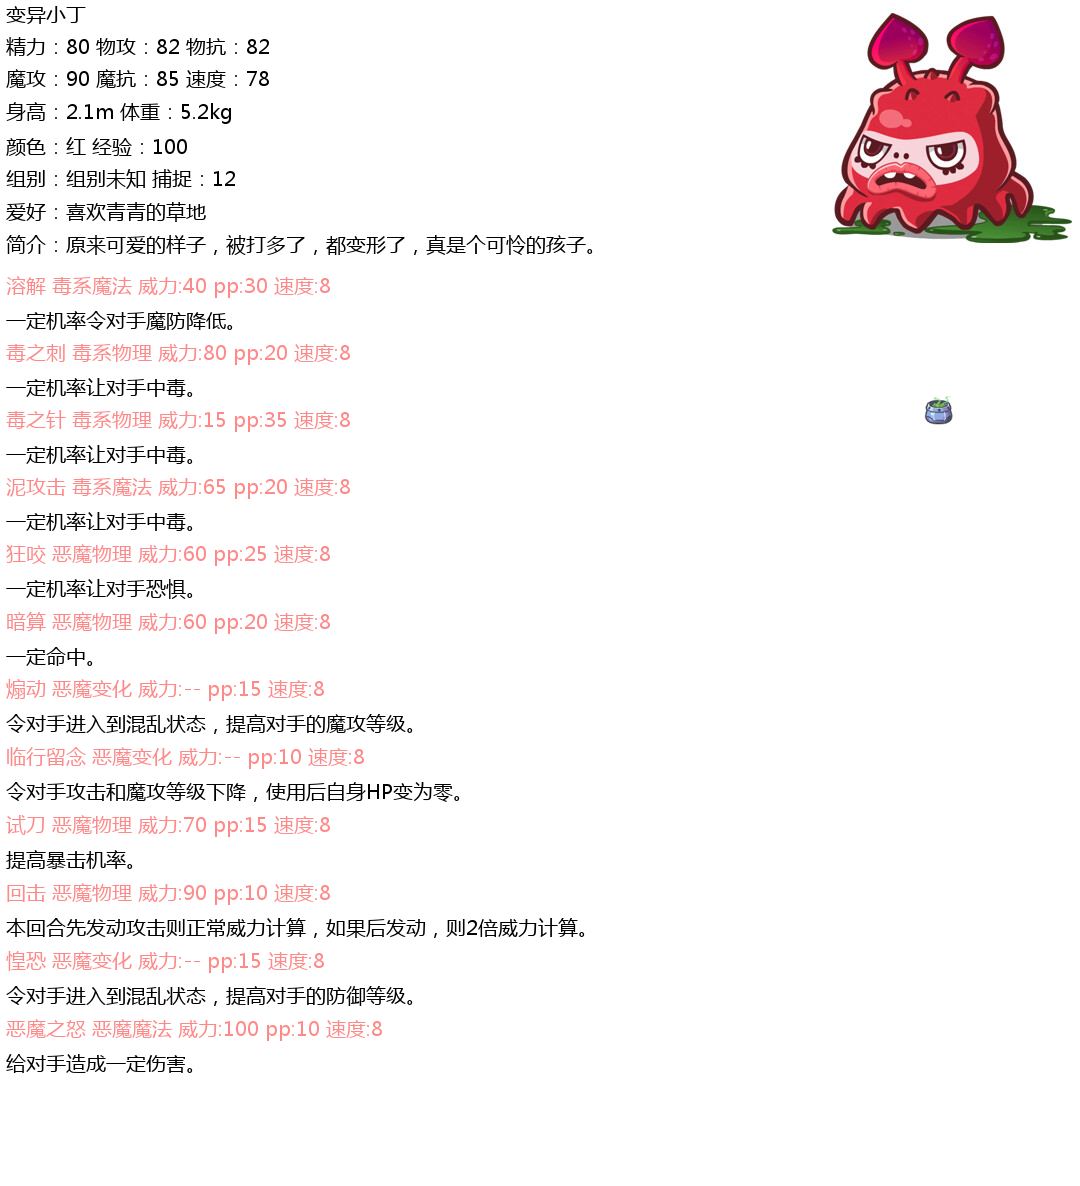 变异小丁
精力：80 物攻：82 物抗：82
魔攻：90 魔抗：85 速度：78
身高：2.1m 体重：5.2kg
颜色：红 经验：100
组别：组别未知 捕捉：12
爱好：喜欢青青的草地
简介：原来可爱的样子，被打多了，都变形了，真是个可怜的孩子。
溶解 毒系魔法 威力:40 pp:30 速度:8
一定机率令对手魔防降低。
毒之刺 毒系物理 威力:80 pp:20 速度:8
一定机率让对手中毒。
毒之针 毒系物理 威力:15 pp:35 速度:8
一定机率让对手中毒。
泥攻击 毒系魔法 威力:65 pp:20 速度:8
一定机率让对手中毒。
狂咬 恶魔物理 威力:60 pp:25 速度:8
一定机率让对手恐惧。
暗算 恶魔物理 威力:60 pp:20 速度:8
一定命中。
煽动 恶魔变化 威力:-- pp:15 速度:8
令对手进入到混乱状态，提高对手的魔攻等级。
临行留念 恶魔变化 威力:-- pp:10 速度:8
令对手攻击和魔攻等级下降，使用后自身HP变为零。
试刀 恶魔物理 威力:70 pp:15 速度:8
提高暴击机率。
回击 恶魔物理 威力:90 pp:10 速度:8
本回合先发动攻击则正常威力计算，如果后发动，则2倍威力计算。
惶恐 恶魔变化 威力:-- pp:15 速度:8
令对手进入到混乱状态，提高对手的防御等级。
恶魔之怒 恶魔魔法 威力:100 pp:10 速度:8
给对手造成一定伤害。